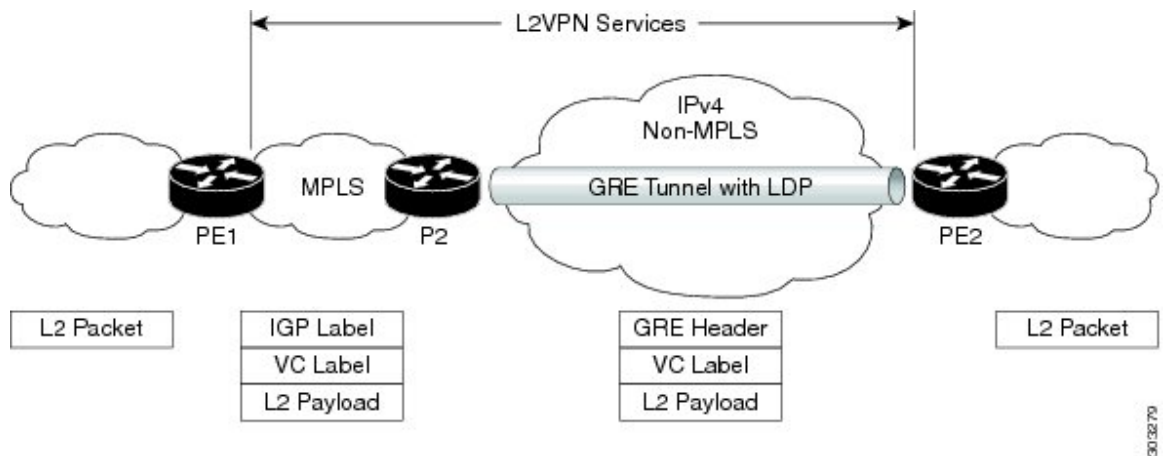 L2VPN Services
IPv4
Non-MPLS
MPLS
GRE Tunnel with LDP
PE1
P2
PE2
L2 Packet
IGP Label
VC Label
L2 Payload
GRE Header
VC Label
L2 Payload
L2 Packet
303279